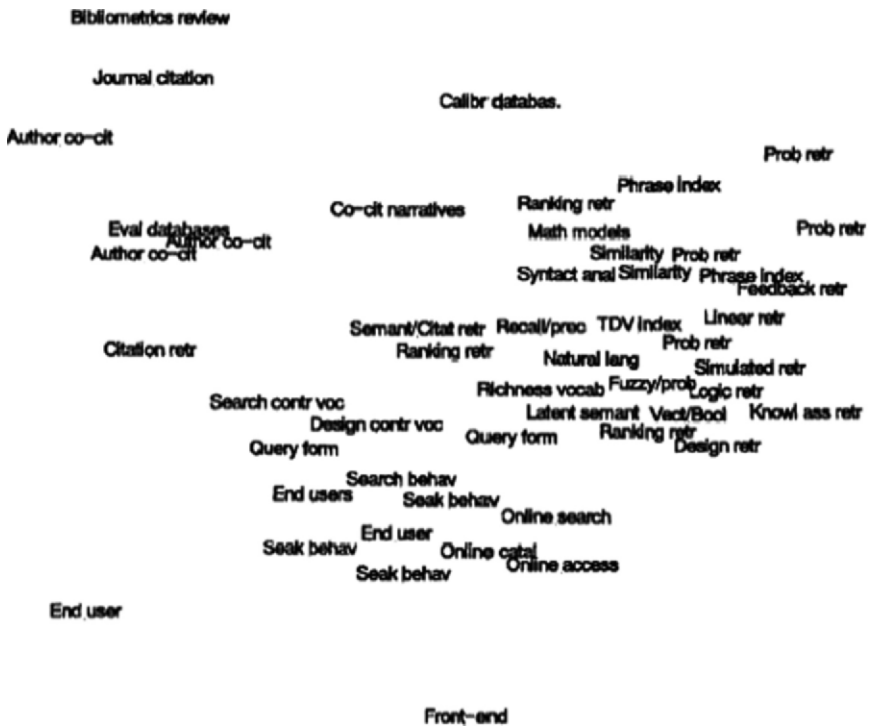 Bibliometrics review
Journal citation
Calibr databas.
Author co-cit
Prob retr
Phrase index
Ranking retr
Co-cit narratives
Eval databases
Prob retr
Math models
Author co-cit
Author co-cit
Similarity
Prob retr
Syntact anal
Similarity
Phrase index
Feedback retr
Linear retr
Semant/Citat retr
Recall/prec
TDV index
Prob retr
Citation retr
Ranking retr
Natural lang
Simulated retr
Richness vocab
Fuzzy/prob
Logic retr
Search contr voc
Latent semant
Vect/Bool
Knowl ass retr
Design contr voc
Query form
Ranking retr
Query form
Design retr
Search behav
End users
Seak behav
Online search
End user
Seak behav
Online catal
Online access
Seak behav
End user
Front-end